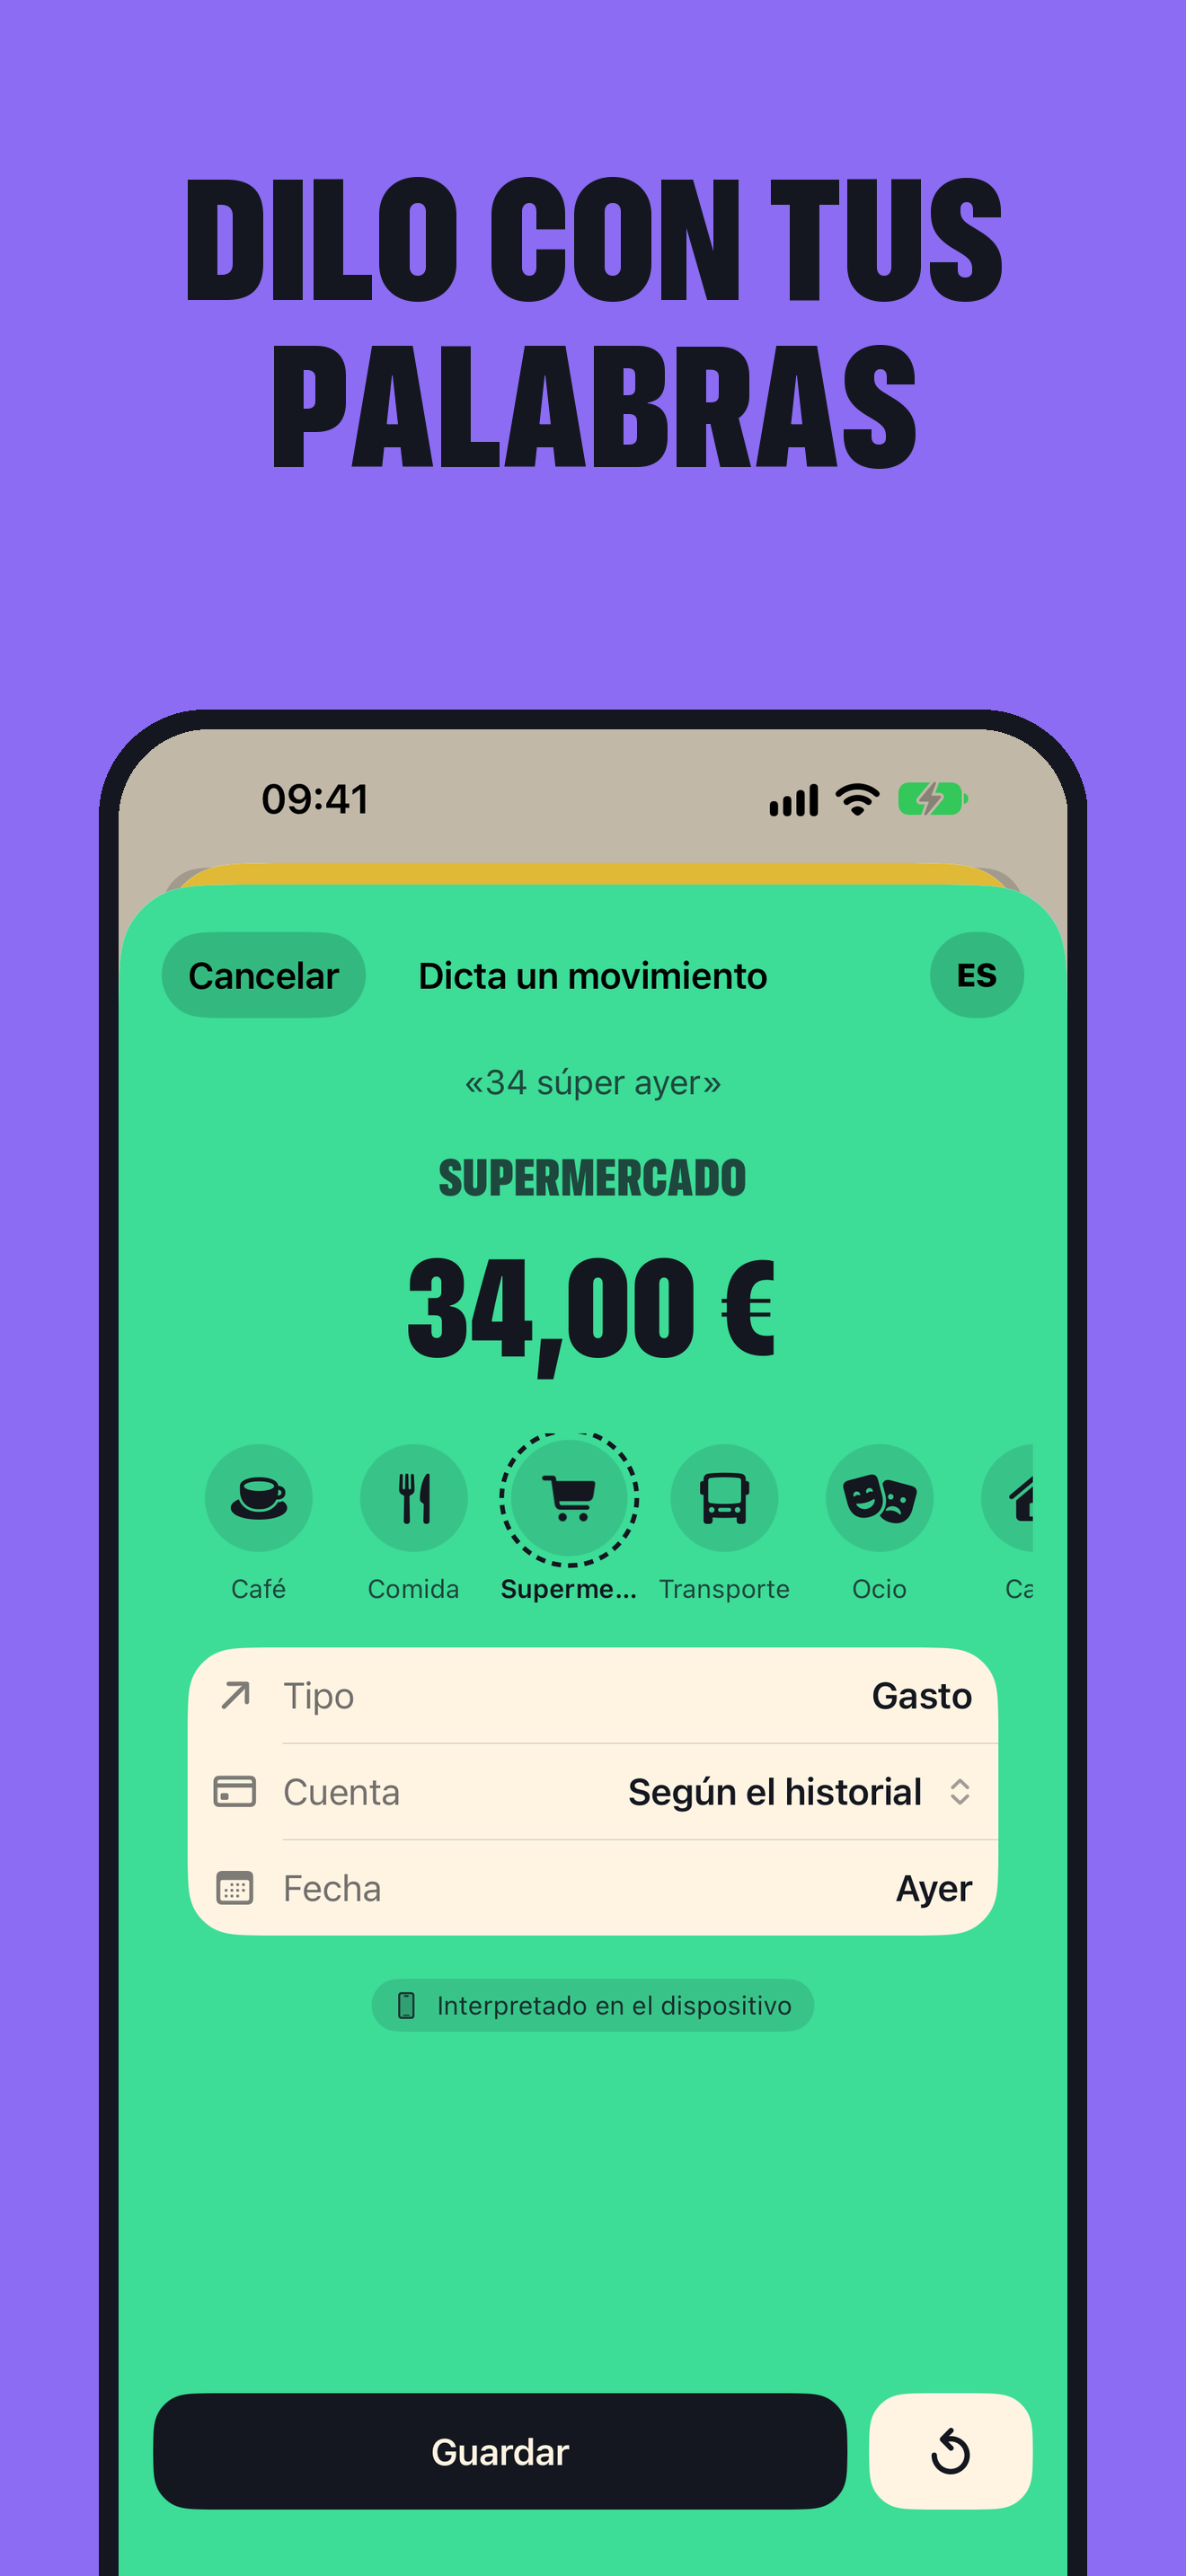 DILO CON TUS
PALABRAS
09:41
Cancelar
Dicta un movimiento
ES
«34 súper ayer»
SUPERMERCADO
34,00 €
Café
Comida
Superme...
Transporte
Ocio
Ca
Tipo
Gasto
Cuenta
Según el historial
Fecha
Ayer
Interpretado en el dispositivo
Guardar